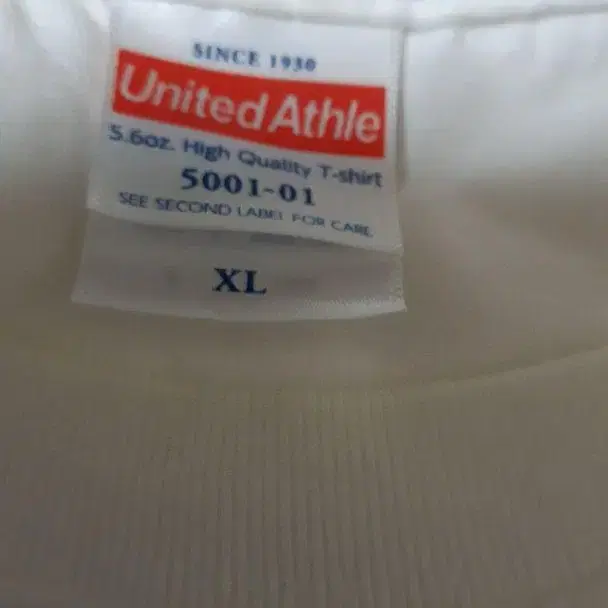 SINCE 1930
United Athle
5.6oz. High Quality T-shirt
5001-01
SEE SECOND LABEL FOR CARE
XL